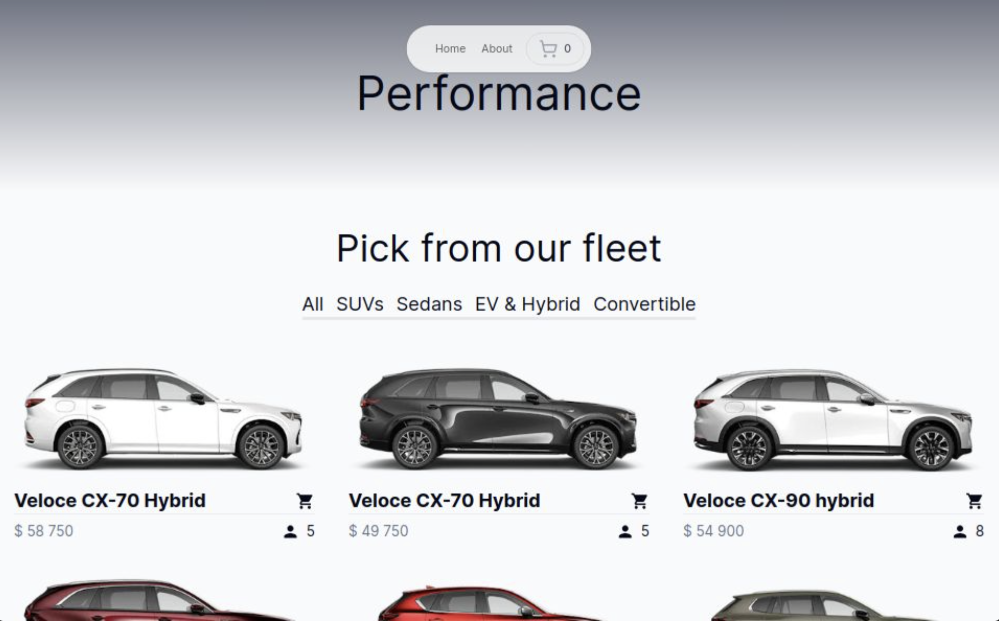 Home About 0
Performance
Pick from our fleet
All SUVs Sedans EV & Hybrid Convertible
Veloce CX-70 Hybrid
$ 58 750 5
Veloce CX-70 Hybrid
$ 49 750 5
Veloce CX-90 hybrid
$ 54 900 8